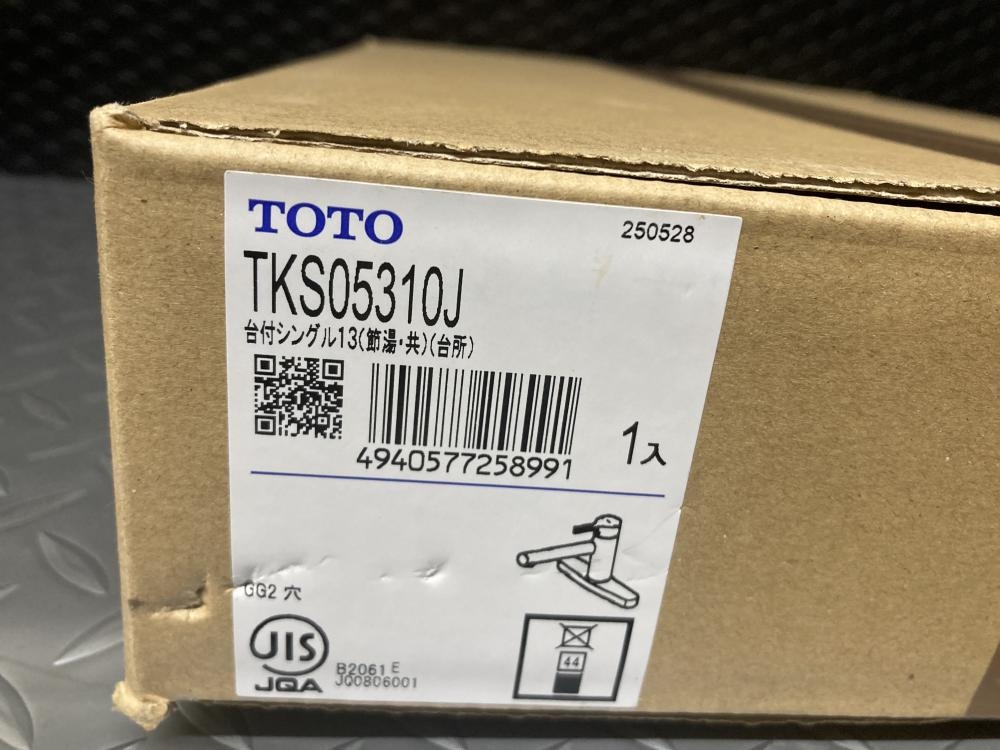 TOTO
250528
TKS05310J
台付シングル13(節湯・共)(台所)
4940577258991
1入
GG2 穴
JIS
JQA
B2061 E
JQ0806001
44